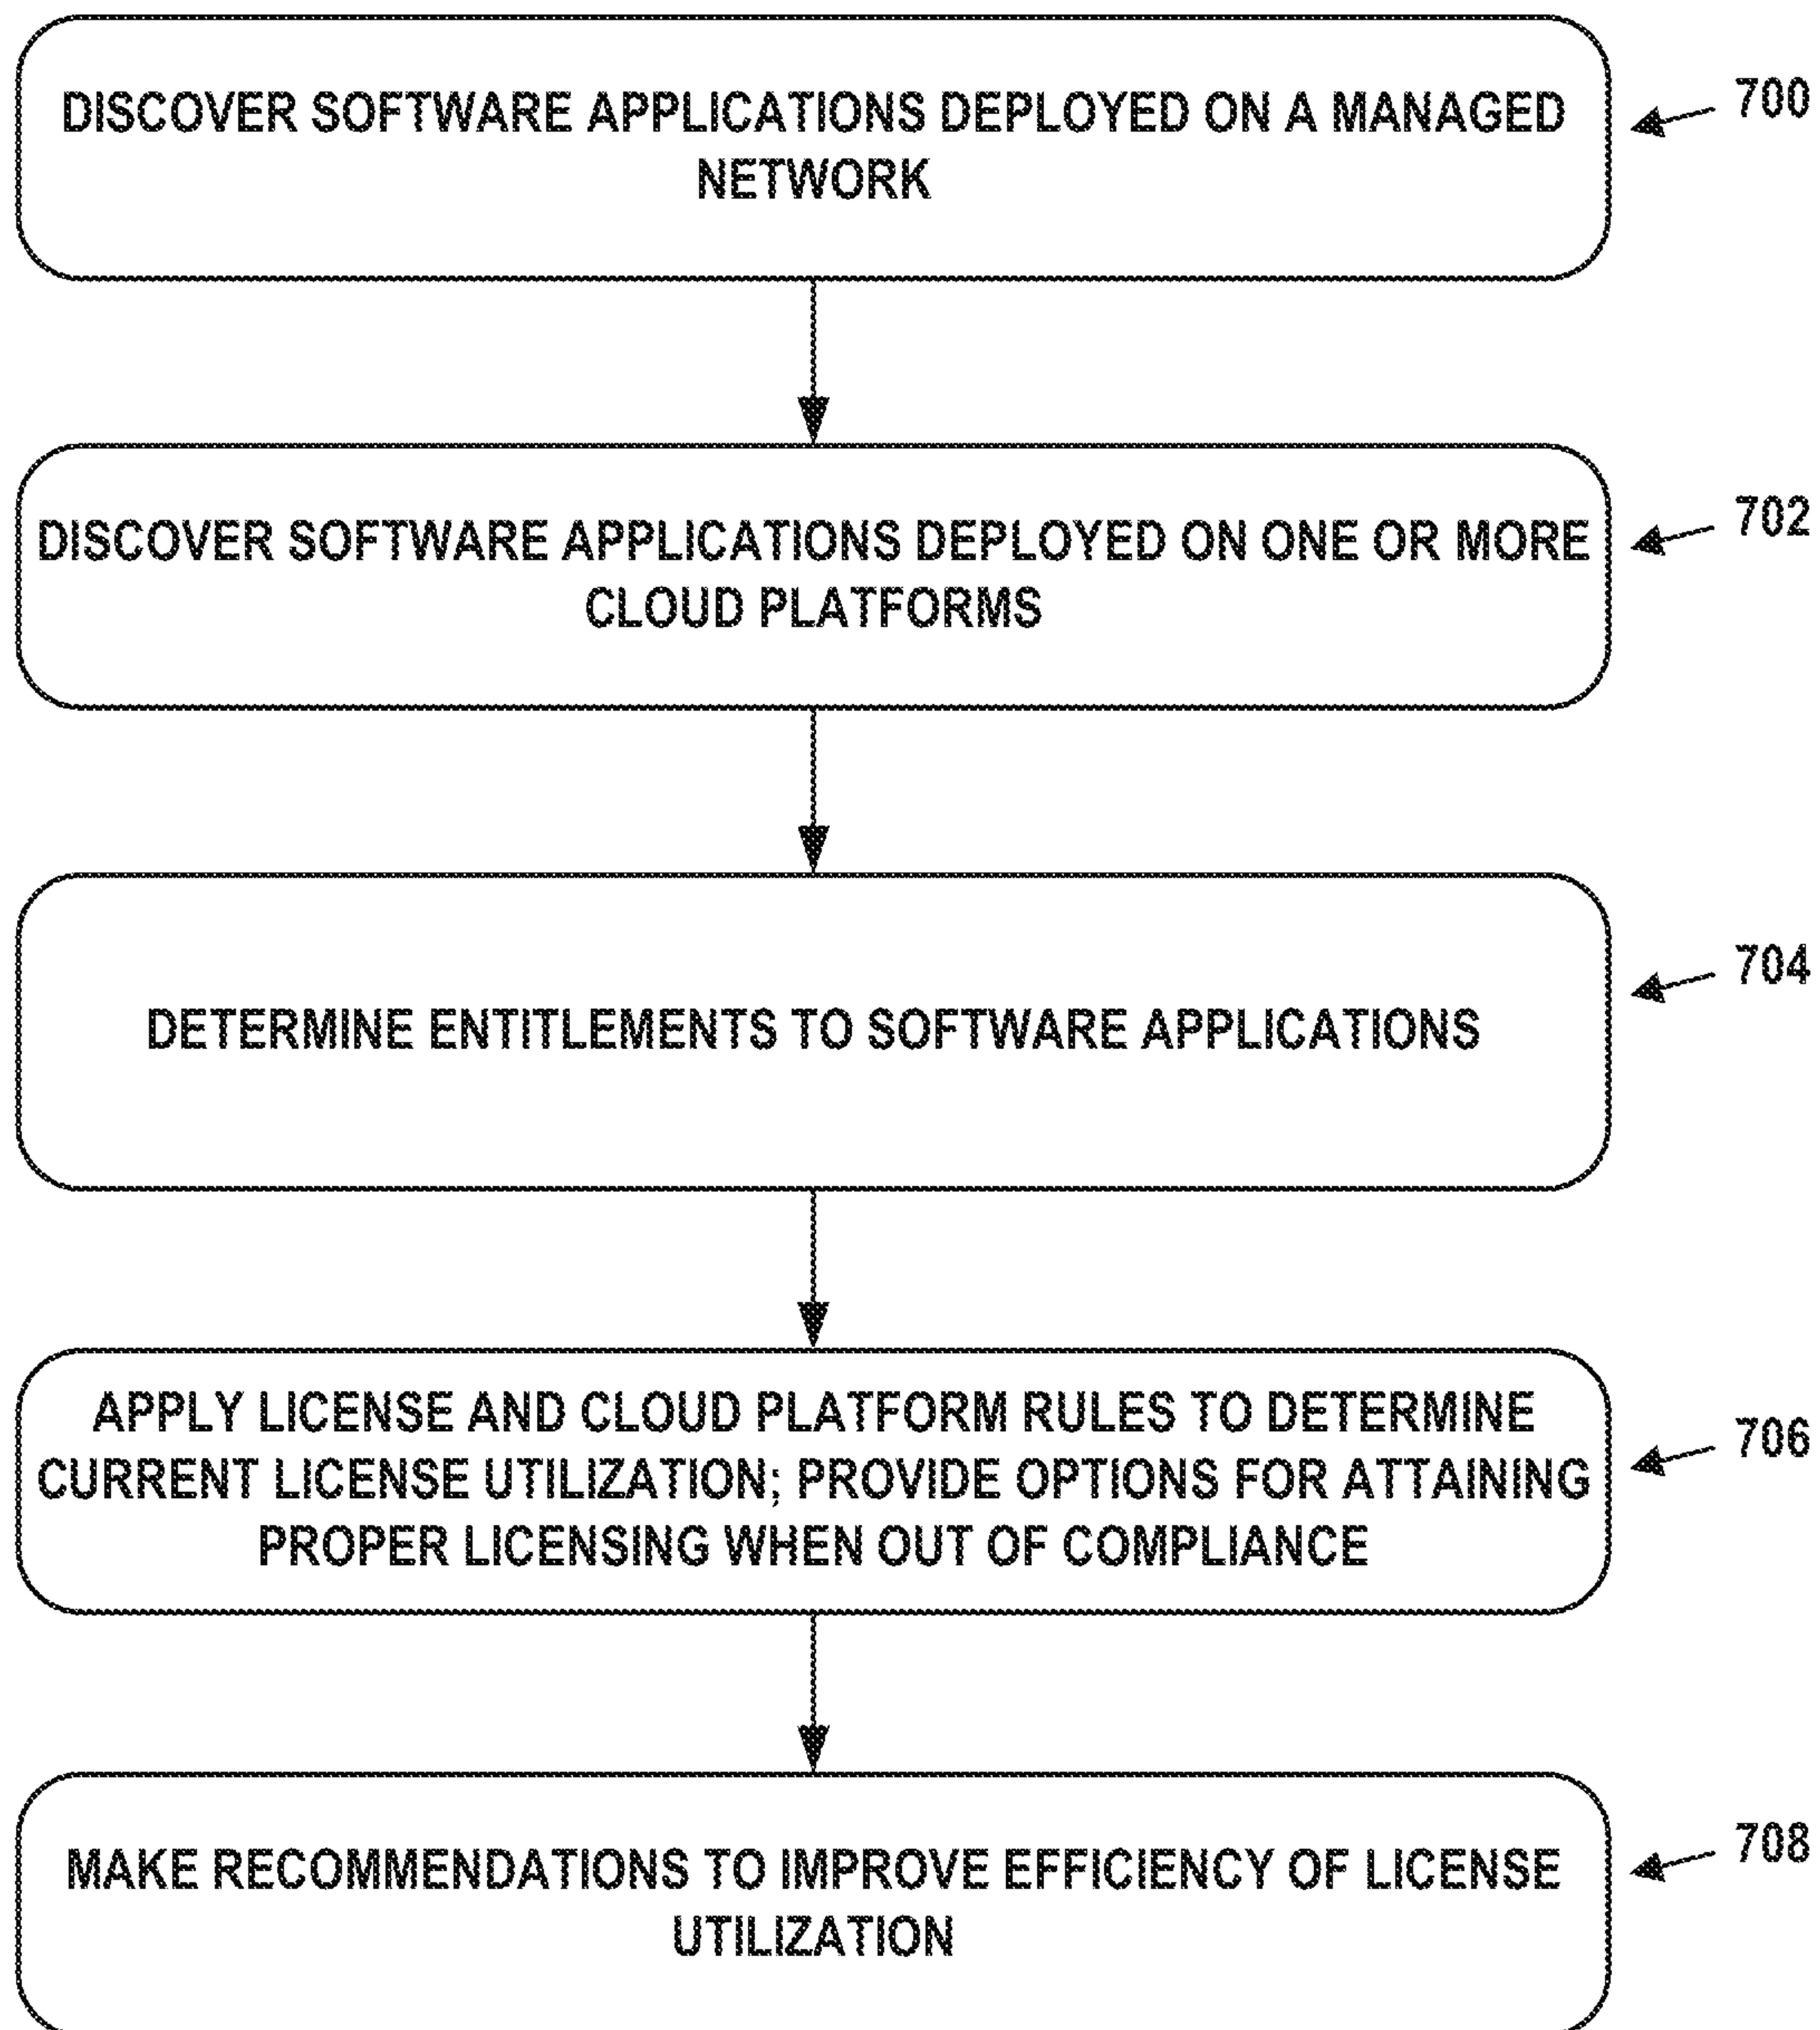 DISCOVER SOFTWARE APPLICATIONS DEPLOYED ON A MANAGED
NETWORK
700
DISCOVER SOFTWARE APPLICATIONS DEPLOYED ON ONE OR MORE
CLOUD PLATFORMS
702
DETERMINE ENTITLEMENTS TO SOFTWARE APPLICATIONS
704
APPLY LICENSE AND CLOUD PLATFORM RULES TO DETERMINE
CURRENT LICENSE UTILIZATION; PROVIDE OPTIONS FOR ATTAINING
PROPER LICENSING WHEN OUT OF COMPLIANCE
706
MAKE RECOMMENDATIONS TO IMPROVE EFFICIENCY OF LICENSE
UTILIZATION
708